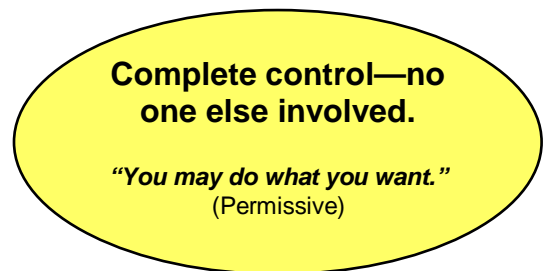 Complete control—no
one else involved.
“You may do what you want.”
(Permissive)